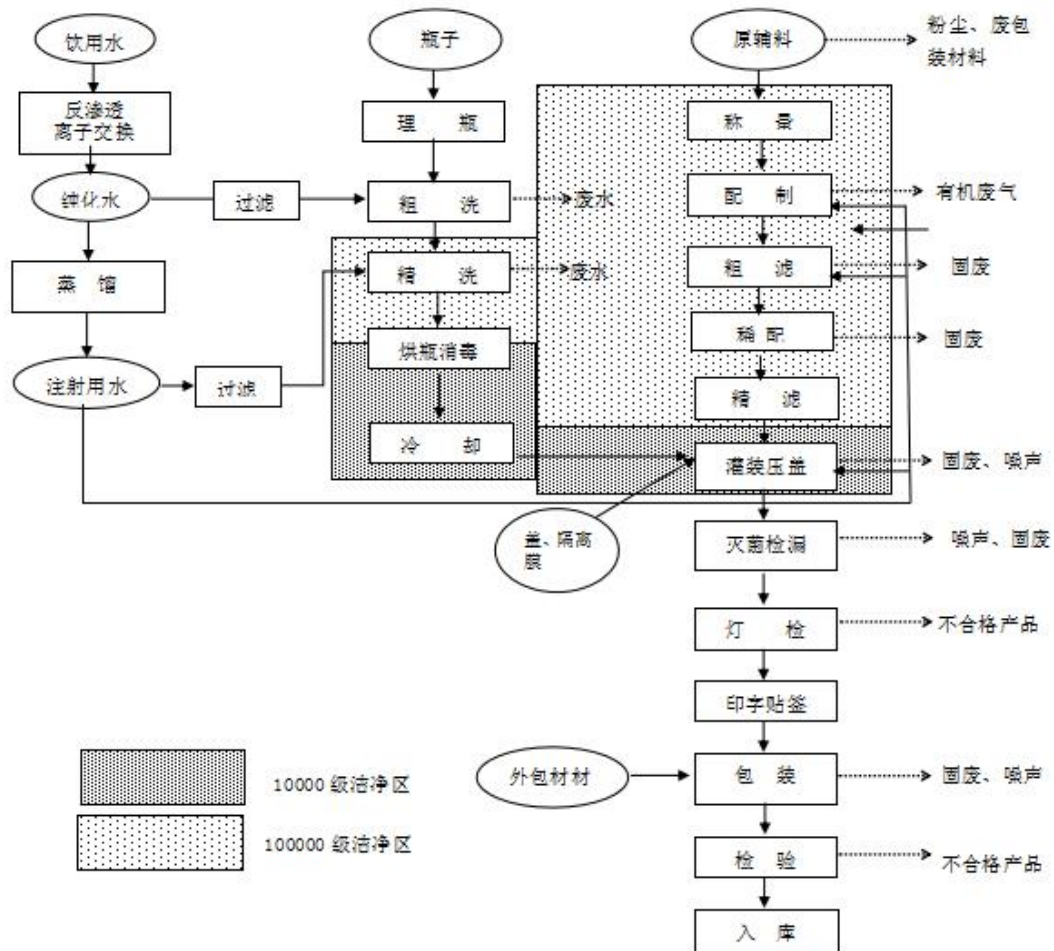 饮用水
瓶子
原辅料
粉尘、废包
装材料
反渗透
离子交换
理 瓶
称量
纯化水
过滤
粗 洗
废水
配 制
有机废气
精 洗
废水
粗 滤
固废
蒸 馏
烘瓶消毒
稀配
固废
注射用水
过滤
精 滤
冷 却
灌装压盖
固废、噪声
盖、隔离
膜
灭菌检漏
噪声、固废
灯 检
不合格产品
印字贴签
外包材材
包 装
固废、噪声
10000 级洁净区
100000 级洁净区
检 验
不合格产品
入 库